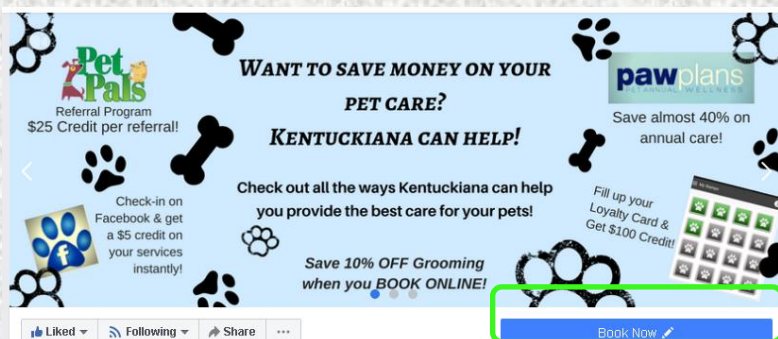 Pet
Pals
Referral Program
$25 Credit per referral!
Check-in on
Facebook & get
a $5 credit on
your services
instantly!
WANT TO SAVE MONEY ON YOUR
PET CARE?
KENTUCKIANA CAN HELP!
Check out all the ways Kentuckiana can help
you provide the best care for your pets!
Save 10% OFF Grooming
when you BOOK ONLINE!
pawplans
PET ANNUAL WELLNESS
Save almost 40% on
annual care!
Fill up your
Loyalty Card &
Get $100 Credit!
Liked
Following
Share
Book Now